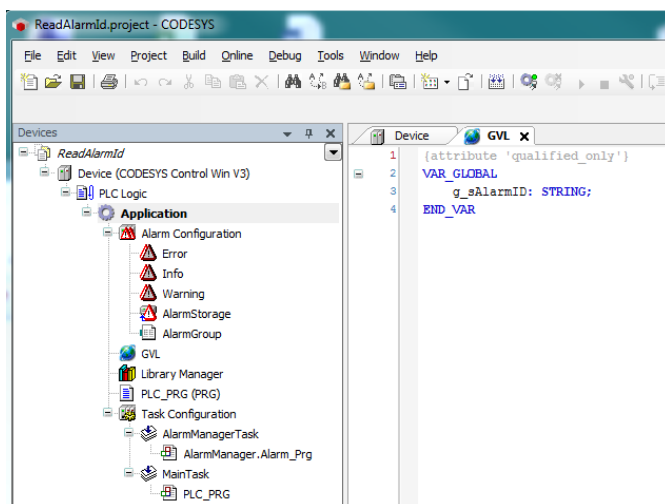 ReadAlarmId.project - CODESYS
File Edit View Project Build Online Debug Tools Window Help
Devices
ReadAlarmId
Device (CODESYS Control Win V3)
PLC Logic
Application
Alarm Configuration
Error
Info
Warning
AlarmStorage
AlarmGroup
GVL
Library Manager
PLC_PRG (PRG)
Task Configuration
AlarmManagerTask
AlarmManager.Alarm_Prg
MainTask
PLC_PRG
Device GVL
1 {attribute 'qualified_only'}
2 VAR_GLOBAL
3 g_sAlarmID: STRING;
4 END_VAR